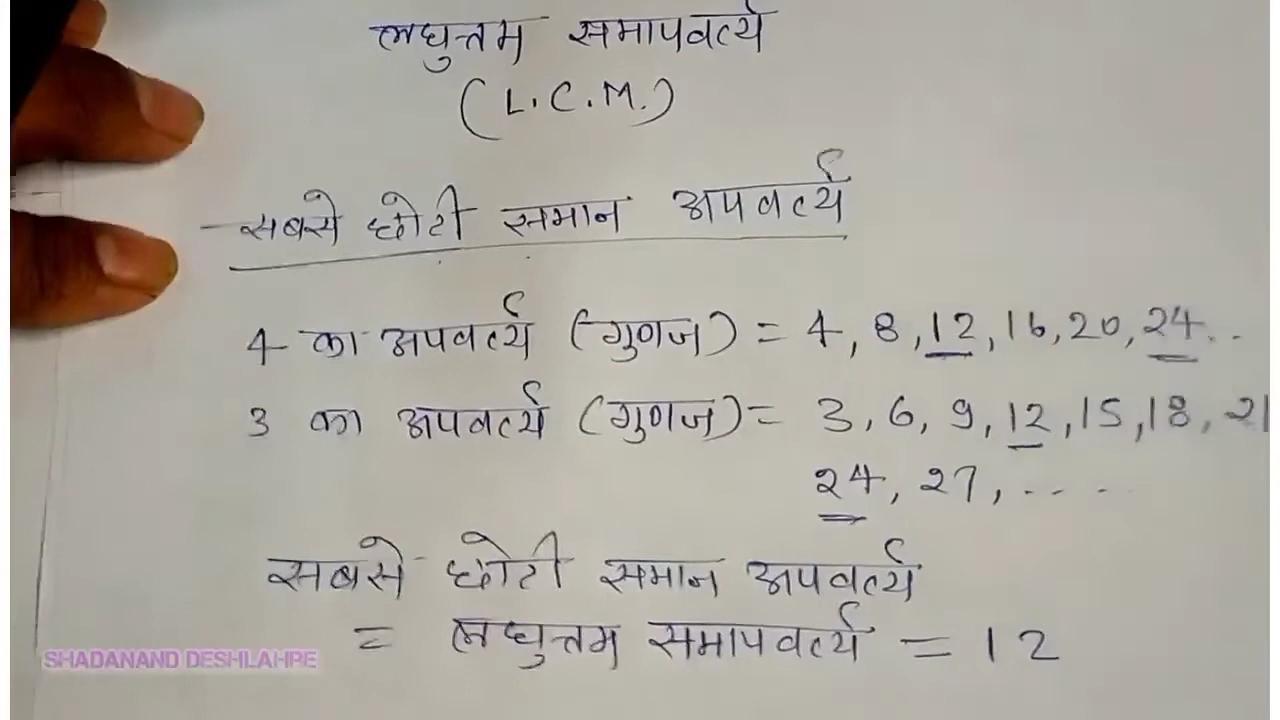 लघुत्तम समापवर्त्य
(L.C.M.)
सबसे छोटी समान अपवर्त्य
4 का अपवर्त्य (गुणज) = 4, 8, 12, 16, 20, 24...
3 का अपवर्त्य (गुणज) = 3, 6, 9, 12, 15, 18, 21
24, 27, ....
सबसे छोटी समान अपवर्त्य
= लघुत्तम समापवर्त्य = 12
SHADANAND DESHLAHRE